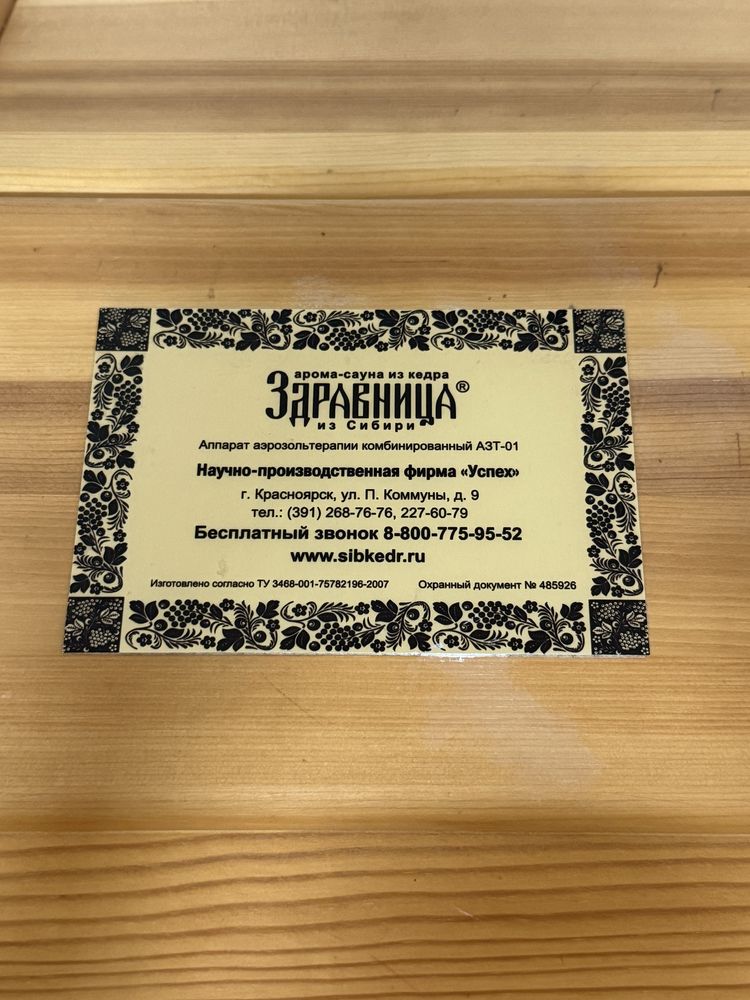 арома-сауна из кедра
Здравница®
из Сибири
Аппарат аэрозольтерапии комбинированный АЗТ-01
Научно-производственная фирма «Успех»
г. Красноярск, ул. П. Коммуны, д. 9
тел.: (391) 268-76-76, 227-60-79
Бесплатный звонок 8-800-775-95-52
www.sibkedr.ru
Изготовлено согласно ТУ 3468-001-75782196-2007 Охранный документ № 485926